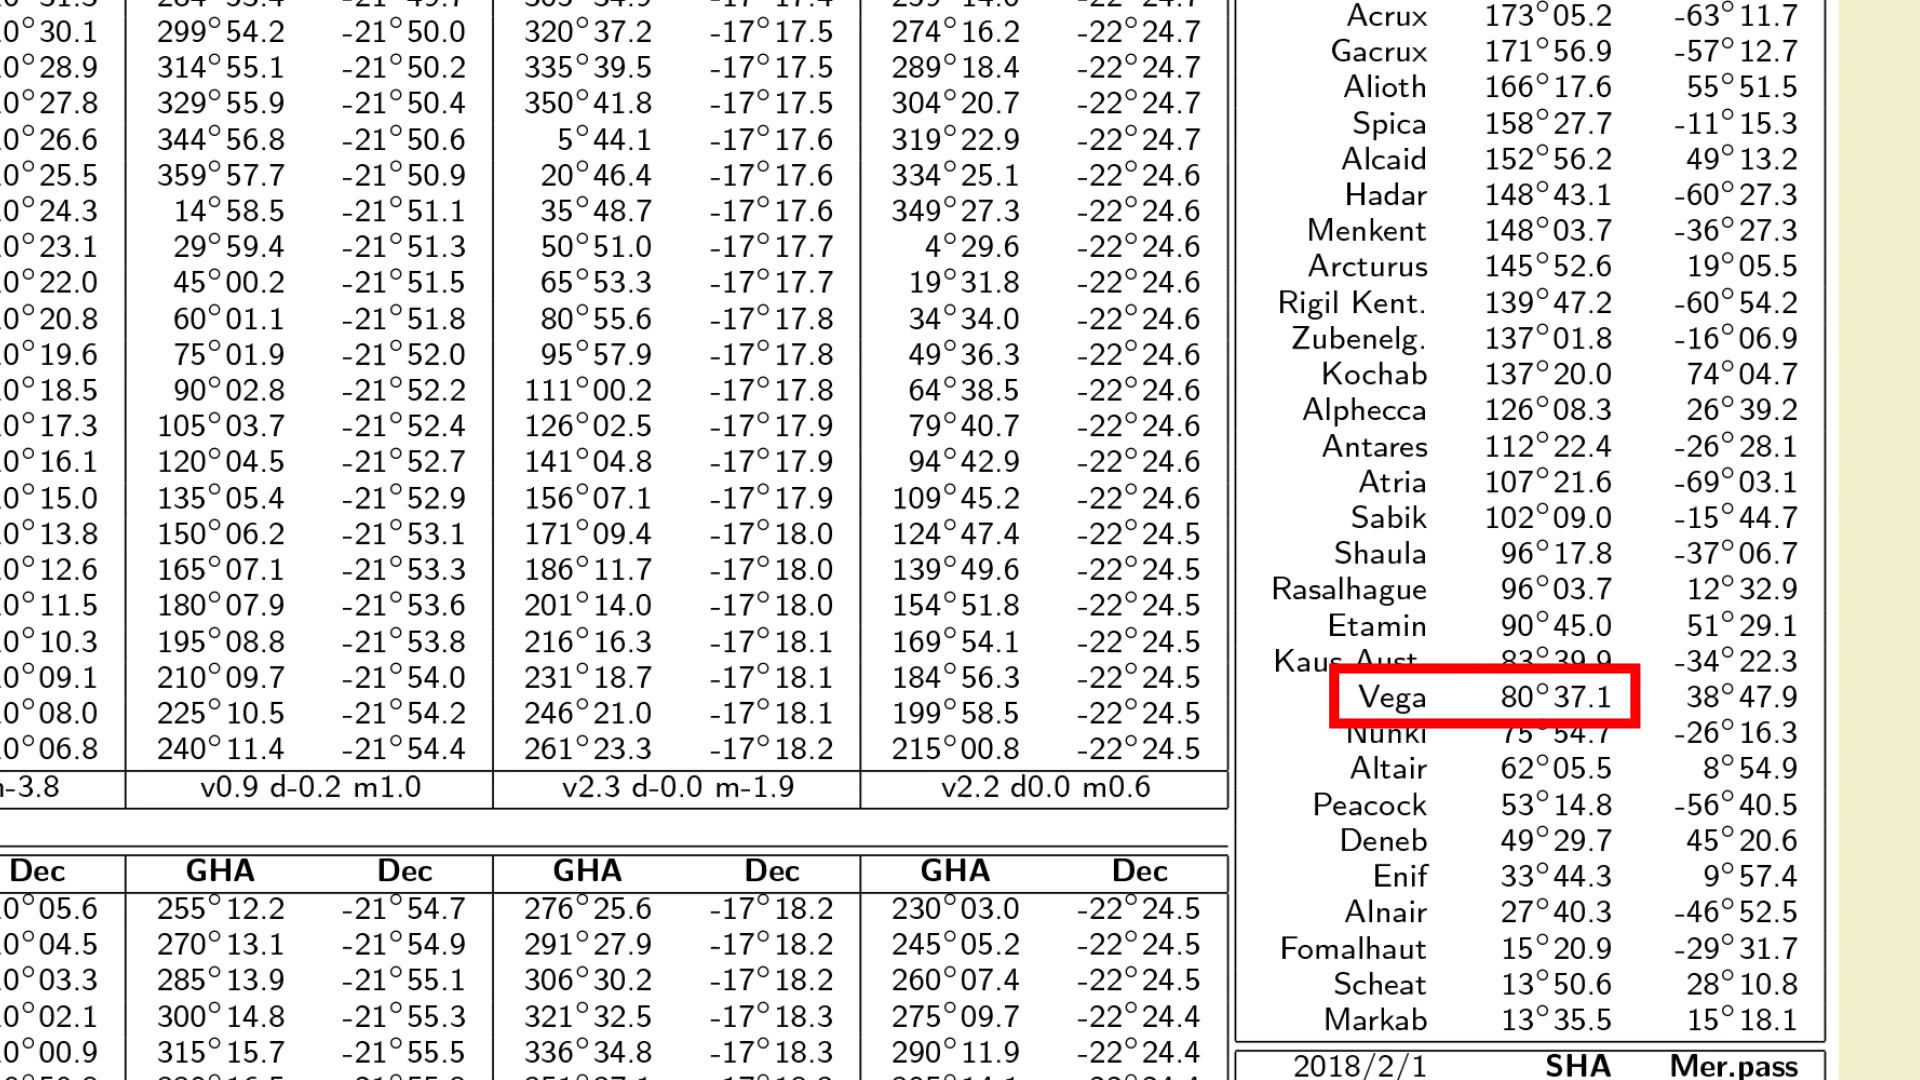 0°30.1 299°54.2 -21°50.0 320°37.2 -17°17.5 274°16.2 -22°24.7 Acrux 173°05.2 -63°11.7
0°28.9 314°55.1 -21°50.2 335°39.5 -17°17.5 289°18.4 -22°24.7 Gacrux 171°56.9 -57°12.7
0°27.8 329°55.9 -21°50.4 350°41.8 -17°17.5 304°20.7 -22°24.7 Alioth 166°17.6 55°51.5
0°26.6 344°56.8 -21°50.6 5°44.1 -17°17.6 319°22.9 -22°24.7 Spica 158°27.7 -11°15.3
0°25.5 359°57.7 -21°50.9 20°46.4 -17°17.6 334°25.1 -22°24.6 Alcaid 152°56.2 49°13.2
0°24.3 14°58.5 -21°51.1 35°48.7 -17°17.6 349°27.3 -22°24.6 Hadar 148°43.1 -60°27.3
0°23.1 29°59.4 -21°51.3 50°51.0 -17°17.7 4°29.6 -22°24.6 Menkent 148°03.7 -36°27.3
0°22.0 45°00.2 -21°51.5 65°53.3 -17°17.7 19°31.8 -22°24.6 Arcturus 145°52.6 19°05.5
0°20.8 60°01.1 -21°51.8 80°55.6 -17°17.8 34°34.0 -22°24.6 Rigil Kent. 139°47.2 -60°54.2
0°19.6 75°01.9 -21°52.0 95°57.9 -17°17.8 49°36.3 -22°24.6 Zubenelg. 137°01.8 -16°06.9
0°18.5 90°02.8 -21°52.2 111°00.2 -17°17.8 64°38.5 -22°24.6 Kochab 137°20.0 74°04.7
0°17.3 105°03.7 -21°52.4 126°02.5 -17°17.9 79°40.7 -22°24.6 Alphecca 126°08.3 26°39.2
0°16.1 120°04.5 -21°52.7 141°04.8 -17°17.9 94°42.9 -22°24.6 Antares 112°22.4 -26°28.1
0°15.0 135°05.4 -21°52.9 156°07.1 -17°17.9 109°45.2 -22°24.6 Atria 107°21.6 -69°03.1
0°13.8 150°06.2 -21°53.1 171°09.4 -17°18.0 124°47.4 -22°24.5 Sabik 102°09.0 -15°44.7
0°12.6 165°07.1 -21°53.3 186°11.7 -17°18.0 139°49.6 -22°24.5 Shaula 96°17.8 -37°06.7
0°11.5 180°07.9 -21°53.6 201°14.0 -17°18.0 154°51.8 -22°24.5 Rasalhague 96°03.7 12°32.9
0°10.3 195°08.8 -21°53.8 216°16.3 -17°18.1 169°54.1 -22°24.5 Etamin 90°45.0 51°29.1
0°09.1 210°09.7 -21°54.0 231°18.7 -17°18.1 184°56.3 -22°24.5 Kaus Aust. 83°39.9 -34°22.3
0°08.0 225°10.5 -21°54.2 246°21.0 -17°18.1 199°58.5 -22°24.5 Vega 80°37.1 38°47.9
0°06.8 240°11.4 -21°54.4 261°23.3 -17°18.2 215°00.8 -22°24.5 Nunki 75°54.7 -26°16.3
-3.8 v0.9 d-0.2 m1.0 v2.3 d-0.0 m-1.9 v2.2 d0.0 m0.6 Altair 62°05.5 8°54.9
Peacock 53°14.8 -56°40.5
Deneb 49°29.7 45°20.6
Dec GHA Dec GHA Dec GHA Dec Enif 33°44.3 9°57.4
0°05.6 255°12.2 -21°54.7 276°25.6 -17°18.2 230°03.0 -22°24.5 Alnair 27°40.3 -46°52.5
0°04.5 270°13.1 -21°54.9 291°27.9 -17°18.2 245°05.2 -22°24.5 Fomalhaut 15°20.9 -29°31.7
0°03.3 285°13.9 -21°55.1 306°30.2 -17°18.2 260°07.4 -22°24.5 Scheat 13°50.6 28°10.8
0°02.1 300°14.8 -21°55.3 321°32.5 -17°18.3 275°09.7 -22°24.4 Markab 13°35.5 15°18.1
0°00.9 315°15.7 -21°55.5 336°34.8 -17°18.3 290°11.9 -22°24.4 2018/2/1 SHA Mer.pass